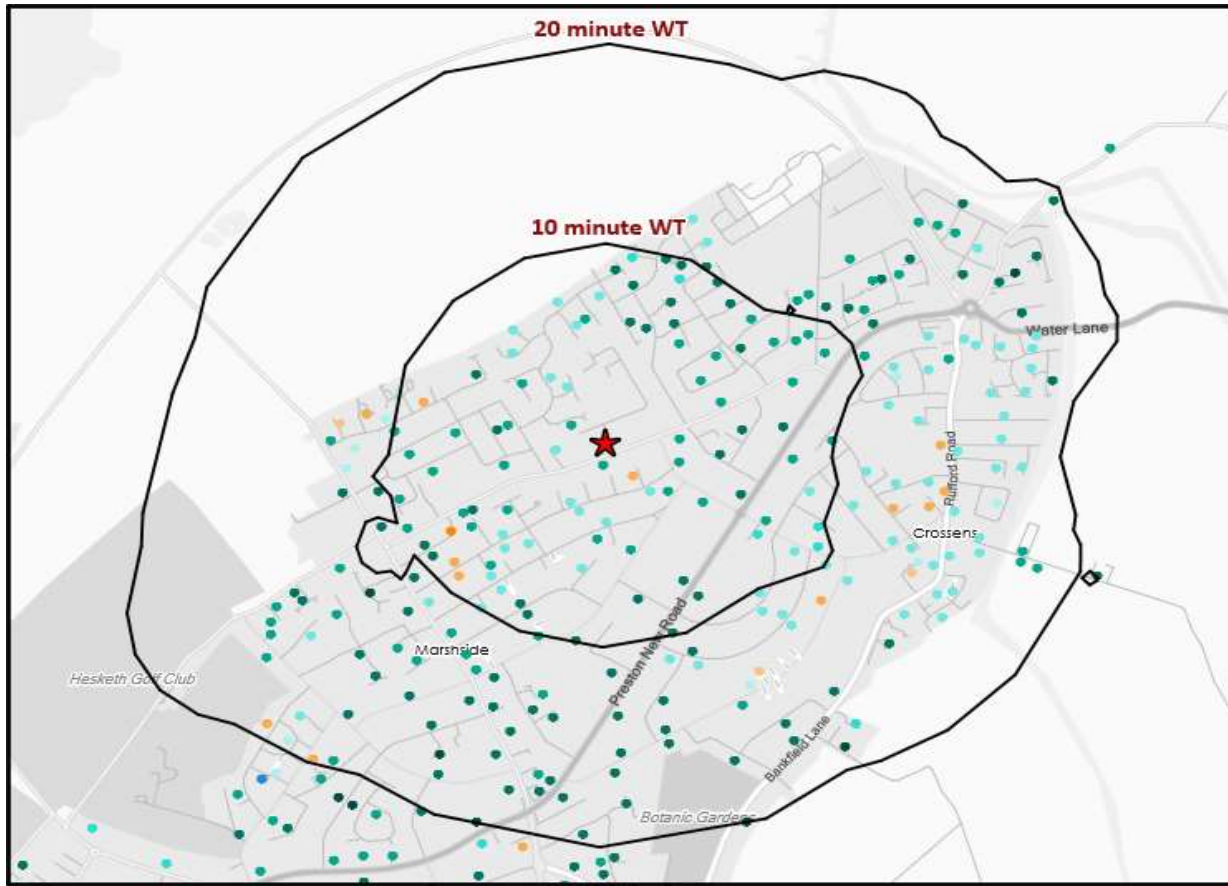 20 minute WT
10 minute WT
Water Lane
Rufford Road
Crossens
Preston New Road
Marshside
Hesketh Golf Club
Bankfield Lane
Botanic Gardens